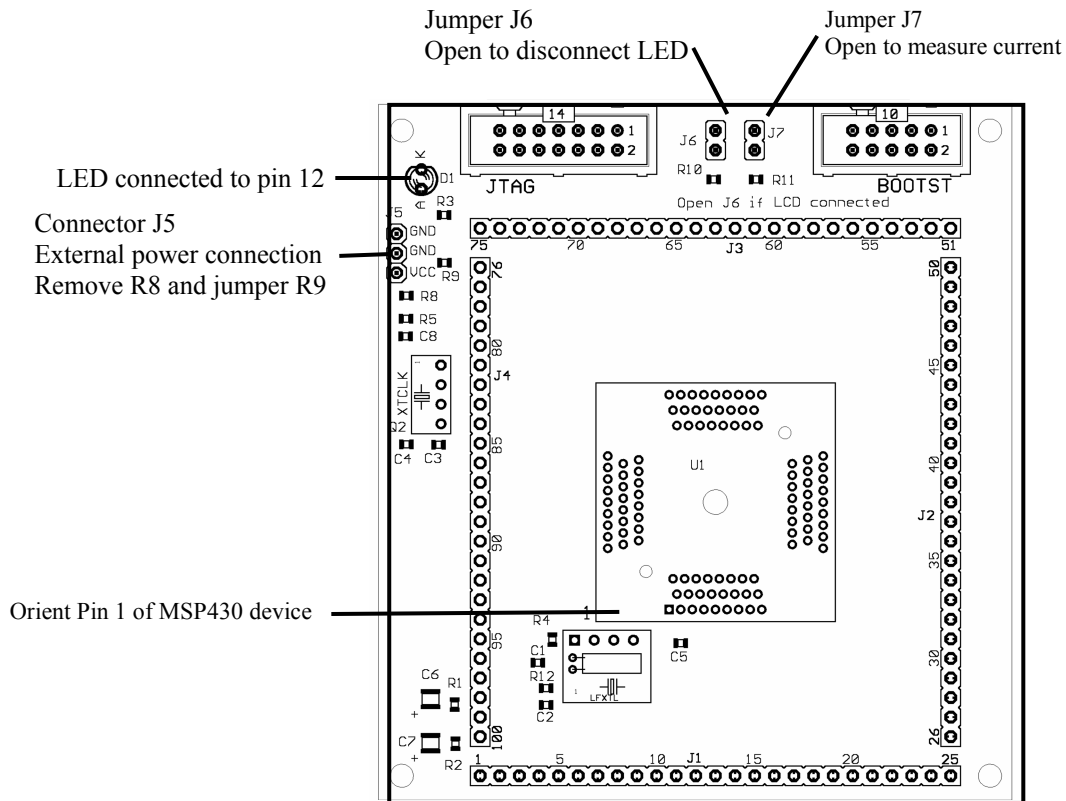 Jumper J6
Open to disconnect LED
Jumper J7
Open to measure current
LED connected to pin 12
Connector J5
External power connection
Remove R8 and jumper R9
Orient Pin 1 of MSP430 device
14
1
2
JTAG
J6
J7
10
1
2
BOOTST
R10
R11
Open J6 if LCD connected
K
D1
A
R3
J5
GND
GND
VCC
R9
R8
R5
C8
XTCLK
1
Q2
C4
C3
75
70
65
J3
60
55
51
76
80
J4
85
90
95
100
50
45
40
J2
35
30
26
U1
1
R4
C1
R12
C2
1
LFXTL
C5
C6
R1
+
C7
R2
+
1
5
10
J1
15
20
25